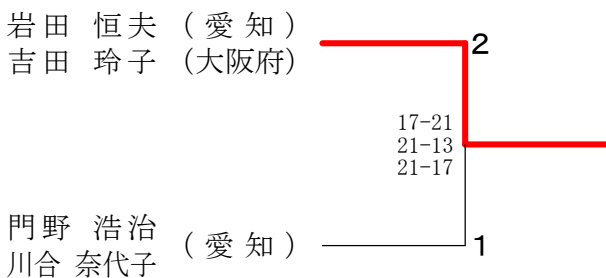 岩田 恒夫 (愛知)
吉田 玲子 (大阪府)
2
17-21
21-13
21-17
門野 浩治
川合 奈代子
(愛知)
1